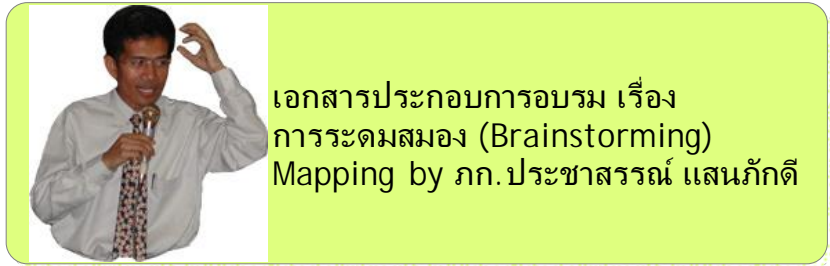 เอกสารประกอบการอบรม เรื่อง
การระดมสมอง (Brainstorming)
Mapping by ภก.ประชาสรรณ์ แสนภักดี